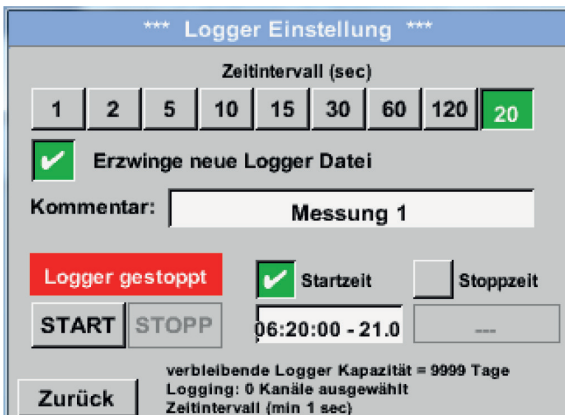 *** Logger Einstellung ***
Zeitintervall (sec)
1 2 5 10 15 30 60 120 20
Erzwinge neue Logger Datei
Kommentar: Messung 1
Logger gestoppt Startzeit Stoppzeit
START STOPP 06:20:00 - 21.0 ---
verbleibende Logger Kapazität = 9999 Tage
Logging: 0 Kanäle ausgewählt
Zurück Zeitintervall (min 1 sec)